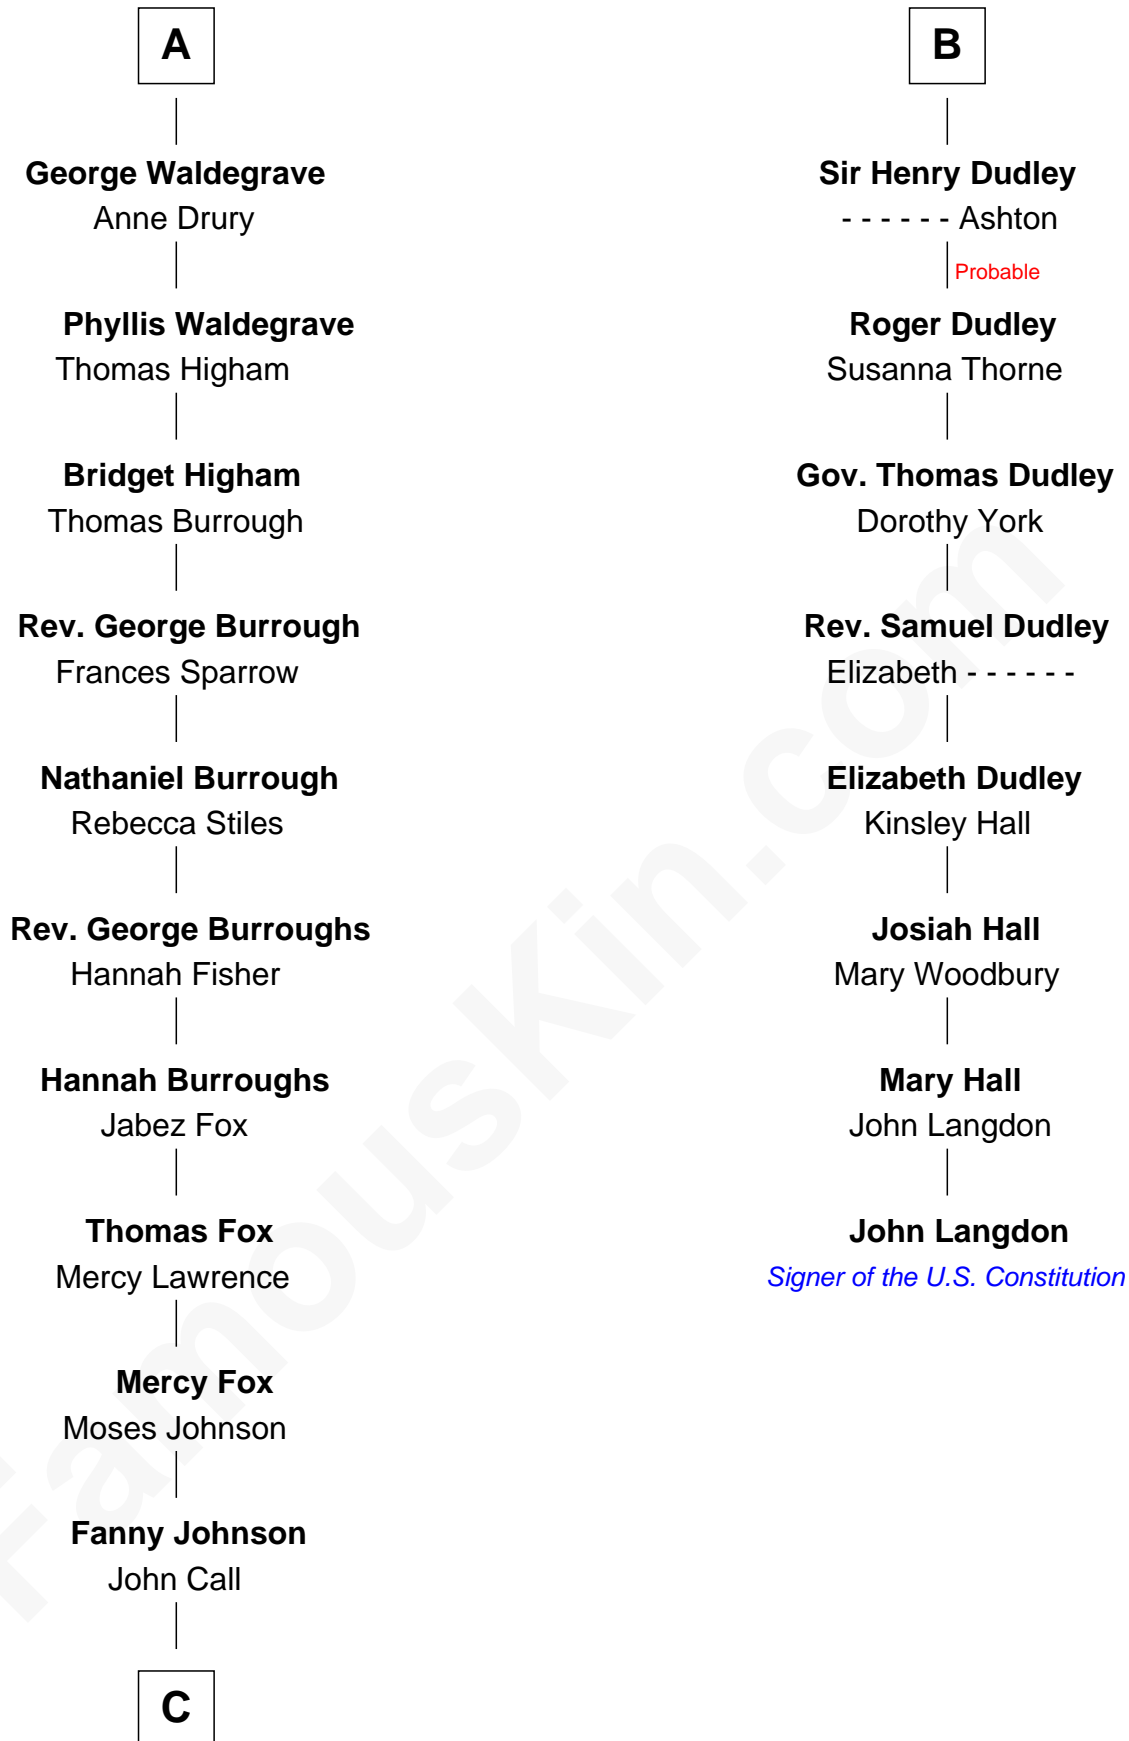 A
George Waldegrave
Anne Drury
Phyllis Waldegrave
Thomas Higham
Bridget Higham
Thomas Burrough
Rev. George Burrough
Frances Sparrow
Nathaniel Burrough
Rebecca Stiles
Rev. George Burroughs
Hannah Fisher
Hannah Burroughs
Jabez Fox
Thomas Fox
Mercy Lawrence
Mercy Fox
Moses Johnson
Fanny Johnson
John Call
C
B
Sir Henry Dudley
- - - - - - Ashton
Probable
Roger Dudley
Susanna Thorne
Gov. Thomas Dudley
Dorothy York
Rev. Samuel Dudley
Elizabeth - - - - - -
Elizabeth Dudley
Kinsley Hall
Josiah Hall
Mary Woodbury
Mary Hall
John Langdon
John Langdon
Signer of the U.S. Constitution
FamousKin.com